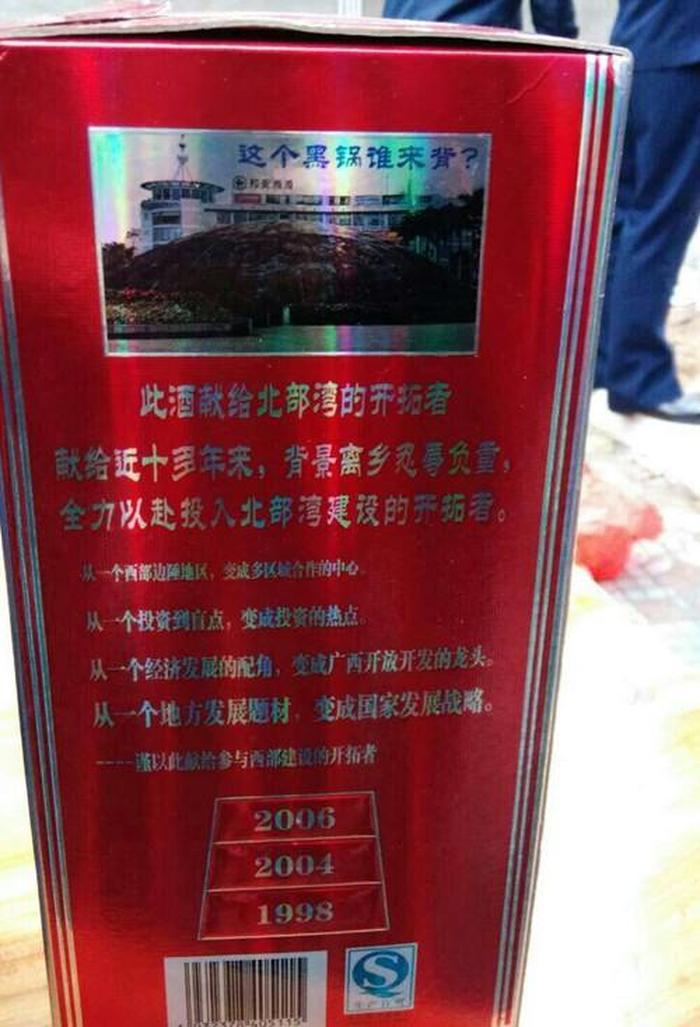 这个黑锅谁来背?
此酒献给北部湾的开拓者
献给近十多年来，背景离乡忍辱负重，
全力以赴投入北部湾建设的开拓者。
从一个西部边陲地区，变成多区域合作的中心。
从一个投资到盲点，变成投资的热点。
从一个经济发展的配角，变成广西开放开发的龙头。
从一个地方发展题材，变成国家发展战略。
----谨以此献给参与西部建设的开拓者
2006
2004
1998
S
生产许可